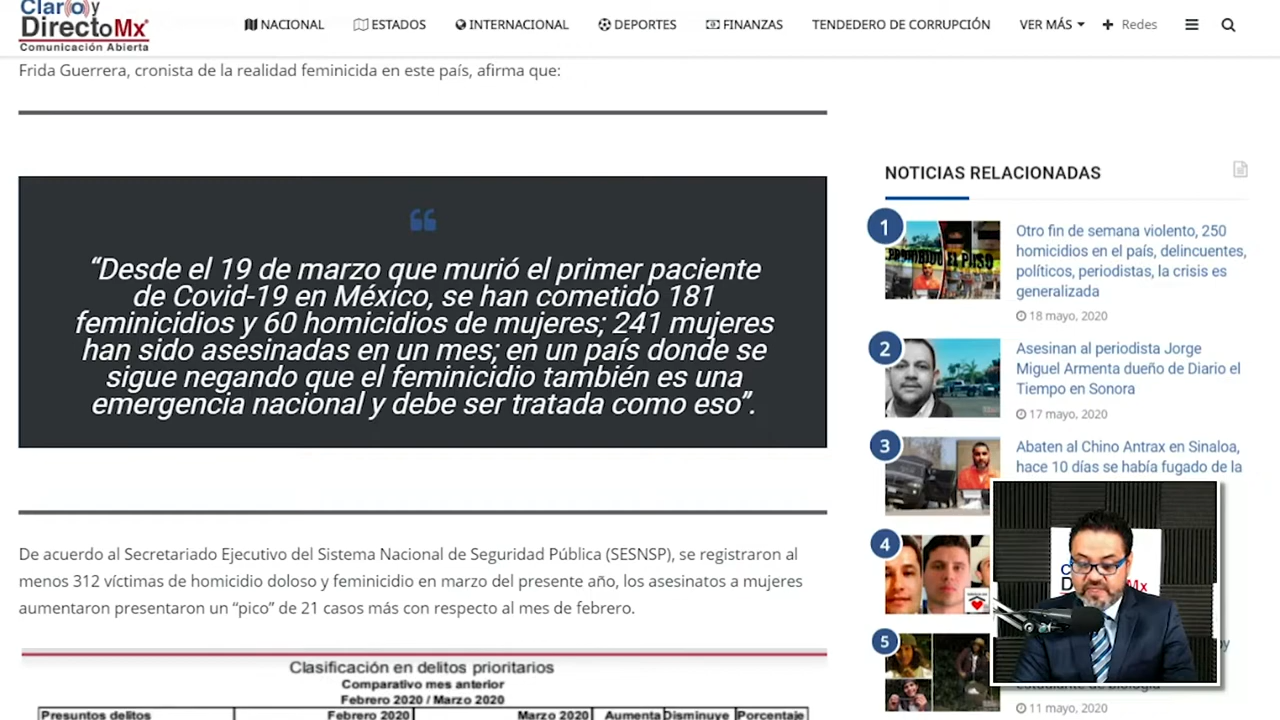 Claro y
DirectoMx
Comunicación Abierta
NACIONAL
ESTADOS
INTERNACIONAL
DEPORTES
FINANZAS
TENDEDERO DE CORRUPCIÓN
VER MÁS
Redes
Frida Guerrera, cronista de la realidad feminicida en este país, afirma que:
“Desde el 19 de marzo que murió el primer paciente
de Covid-19 en México, se han cometido 181
feminicidios y 60 homicidios de mujeres; 241 mujeres
han sido asesinadas en un mes; en un país donde se
sigue negando que el feminicidio también es una
emergencia nacional y debe ser tratada como eso”.
De acuerdo al Secretariado Ejecutivo del Sistema Nacional de Seguridad Pública (SESNSP), se registraron al
menos 312 víctimas de homicidio doloso y feminicidio en marzo del presente año, los asesinatos a mujeres
aumentaron presentaron un “pico” de 21 casos más con respecto al mes de febrero.
Clasificación en delitos prioritarios
Comparativo mes anterior
Febrero 2020 / Marzo 2020
Presuntos delitos Febrero 2020 Marzo 2020 Aumenta Disminuye Porcentaje
NOTICIAS RELACIONADAS
1
PROHIBIDO EL PASO
Otro fin de semana violento, 250
homicidios en el país, delincuentes,
políticos, periodistas, la crisis es
generalizada
18 mayo, 2020
2
Asesinan al periodista Jorge
Miguel Armenta dueño de Diario el
Tiempo en Sonora
17 mayo, 2020
3
Abaten al Chino Antrax en Sinaloa,
hace 10 días se había fugado de la
4
5
estudiante de biología
11 mayo, 2020